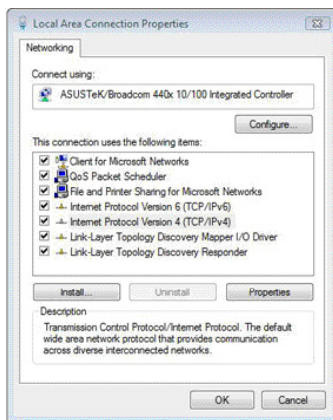 Local Area Connection Properties
Networking
Connect using:
ASUSTeK/Broadcom 440x 10/100 Integrated Controller
Configure...
This connection uses the following items:
Client for Microsoft Networks
QoS Packet Scheduler
File and Printer Sharing for Microsoft Networks
Internet Protocol Version 6 (TCP/IPv6)
Internet Protocol Version 4 (TCP/IPv4)
Link-Layer Topology Discovery Mapper I/O Driver
Link-Layer Topology Discovery Responder
Install... Uninstall Properties
Description
Transmission Control Protocol/Internet Protocol. The default
wide area network protocol that provides communication
across diverse interconnected networks.
OK Cancel